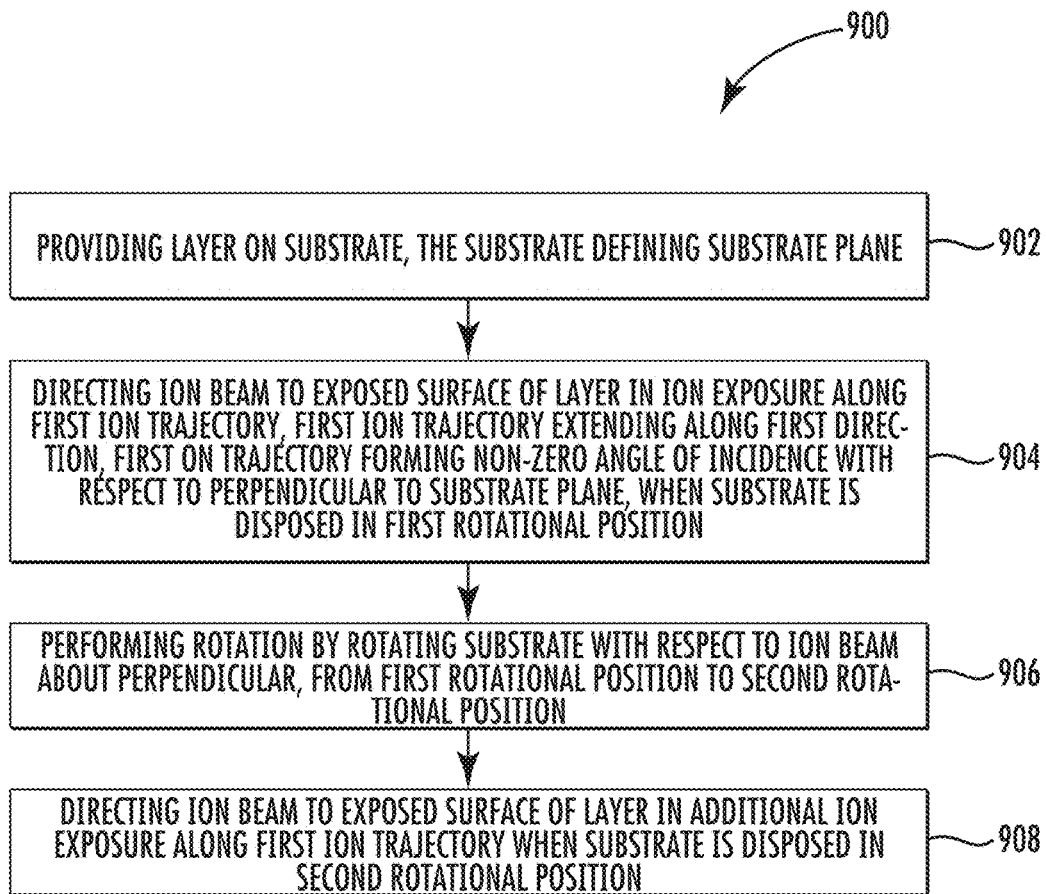 900
PROVIDING LAYER ON SUBSTRATE, THE SUBSTRATE DEFINING SUBSTRATE PLANE
902
DIRECTING ION BEAM TO EXPOSED SURFACE OF LAYER IN ION EXPOSURE ALONG
FIRST ION TRAJECTORY, FIRST ION TRAJECTORY EXTENDING ALONG FIRST DIREC-
TION, FIRST ON TRAJECTORY FORMING NON-ZERO ANGLE OF INCIDENCE WITH
RESPECT TO PERPENDICULAR TO SUBSTRATE PLANE, WHEN SUBSTRATE IS
DISPOSED IN FIRST ROTATIONAL POSITION
904
PERFORMING ROTATION BY ROTATING SUBSTRATE WITH RESPECT TO ION BEAM
ABOUT PERPENDICULAR, FROM FIRST ROTATIONAL POSITION TO SECOND ROTA-
TIONAL POSITION
906
DIRECTING ION BEAM TO EXPOSED SURFACE OF LAYER IN ADDITIONAL ION
EXPOSURE ALONG FIRST ION TRAJECTORY WHEN SUBSTRATE IS DISPOSED IN
SECOND ROTATIONAL POSITION
908